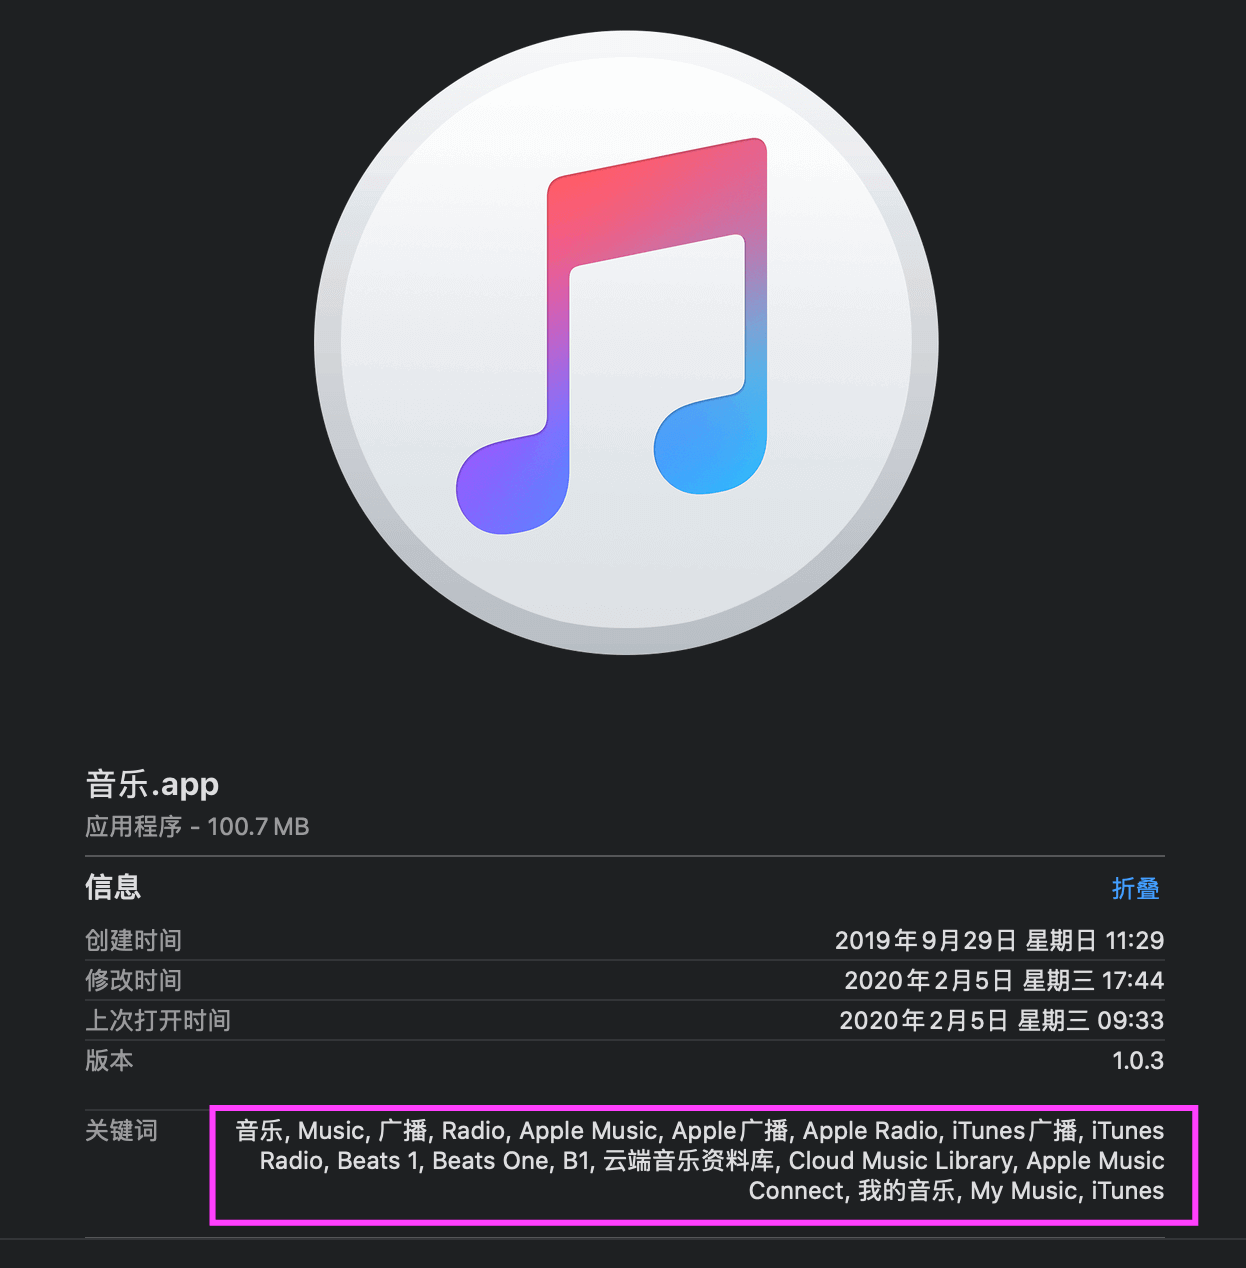 音乐.app
应用程序 - 100.7 MB
信息
折叠
创建时间
2019年9月29日 星期日 11:29
修改时间
2020年2月5日 星期三 17:44
上次打开时间
2020年2月5日 星期三 09:33
版本
1.0.3
关键词
音乐, Music, 广播, Radio, Apple Music, Apple广播, Apple Radio, iTunes广播, iTunes
Radio, Beats 1, Beats One, B1, 云端音乐资料库, Cloud Music Library, Apple Music
Connect, 我的音乐, My Music, iTunes